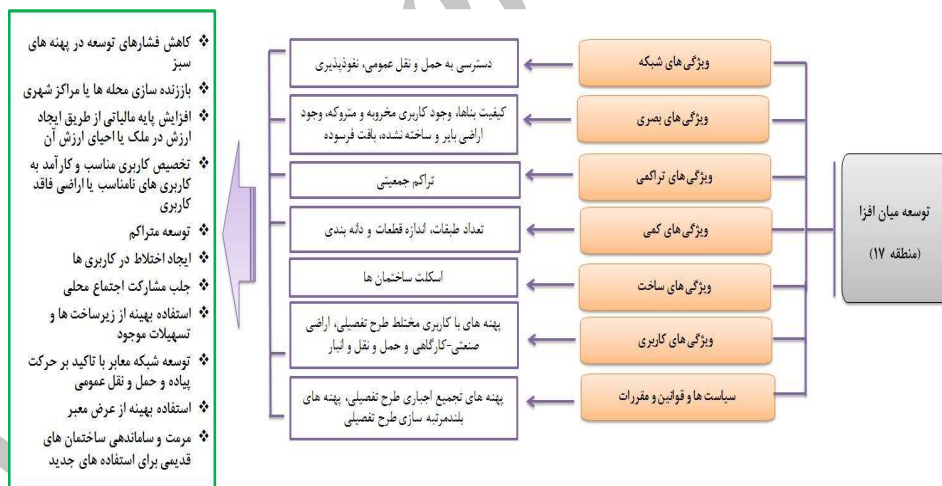 توسعه میان افزا
(منطقه ۱۷)
ویژگی های شبکه
دسترسی به حمل و نقل عمومی، نفوذپذیری
ویژگی های بصری
کیفیت بناها، وجود کاربری مخروبه و متروکه، وجود
اراضی بایر و ساخته نشده، بافت فرسوده
ویژگی های تراکمی
تراکم جمعیتی
ویژگی های کمی
تعداد طبقات، اندازه قطعات و دانه بندی
ویژگی های ساخت
اسکلت ساختمان ها
ویژگی های کاربری
پهنه های با کاربری مختلط طرح تفصیلی، اراضی
صنعتی-کارگاهی و حمل و نقل و انبار
سیاست ها و قوانین و مقررات
پهنه های تجمیع اجباری طرح تفصیلی، پهنه های
بلندمرتبه سازی طرح تفصیلی
❖ کاهش فشارهای توسعه در پهنه های
سبز
❖ باززنده سازی محله ها یا مراکز شهری
❖ افزایش پایه مالیاتی از طریق ایجاد
ارزش در ملک یا احیای ارزش آن
❖ تخصیص کاربری مناسب و کارآمد به
کاربری های نامناسب یا اراضی فاقد
کاربری
❖ توسعه متراکم
❖ ایجاد اختلاط در کاربری ها
❖ جلب مشارکت اجتماع محلی
❖ استفاده بهینه از زیرساخت ها و
تسهیلات موجود
❖ توسعه شبکه معابر با تاکید بر حرکت
پیاده و حمل و نقل عمومی
❖ استفاده بهینه از عرض معبر
❖ مرمت و ساماندهی ساختمان های
قدیمی برای استفاده های جدید